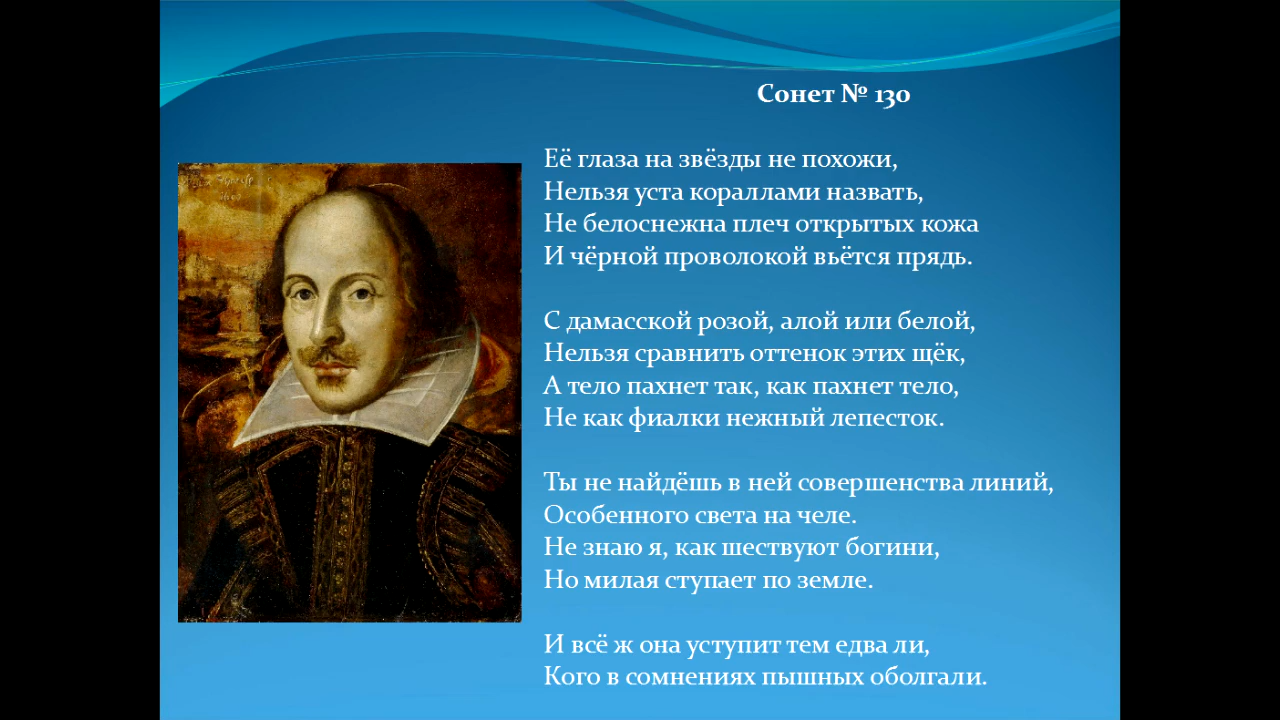 Сонет № 130
Её глаза на звёзды не похожи,
Нельзя уста кораллами назвать,
Не белоснежна плеч открытых кожа
И чёрной проволокой вьётся прядь.
С дамасской розой, алой или белой,
Нельзя сравнить оттенок этих щёк,
А тело пахнет так, как пахнет тело,
Не как фиалки нежный лепесток.
Ты не найдёшь в ней совершенства линий,
Особенного света на челе.
Не знаю я, как шествуют богини,
Но милая ступает по земле.
И всё ж она уступит тем едва ли,
Кого в сомнениях пышных оболгали.